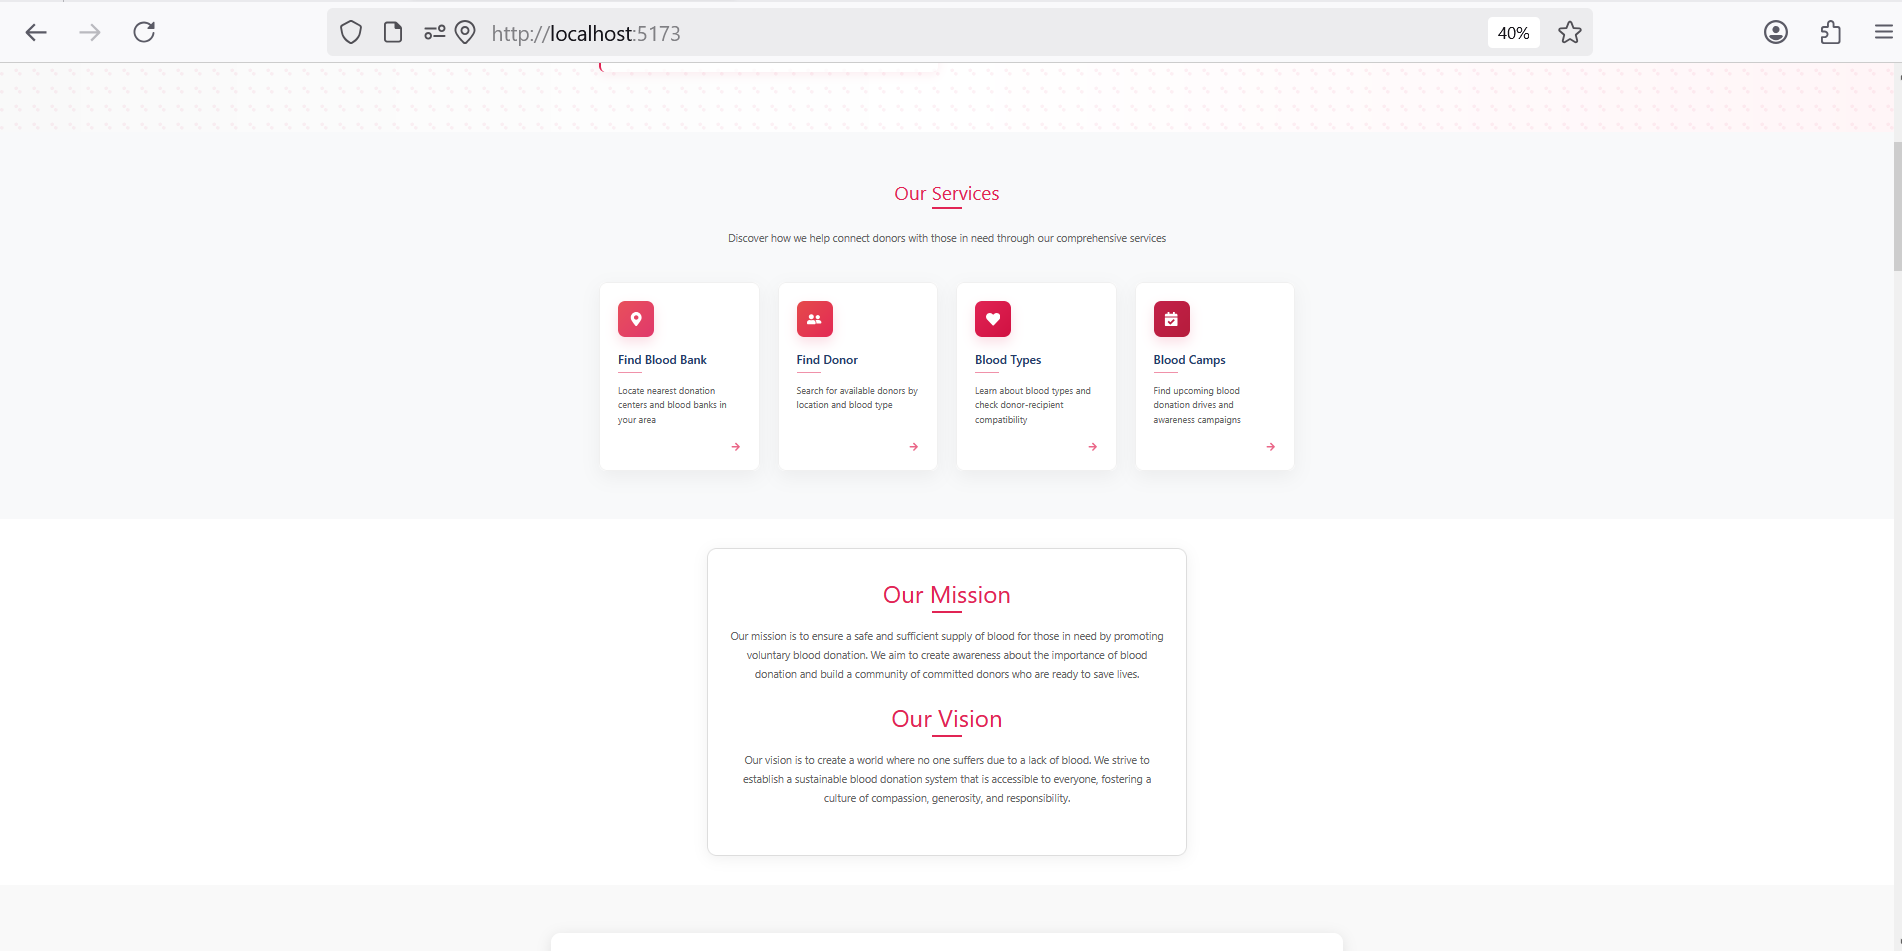 http://localhost:5173
40%
Our Services
Discover how we help connect donors with those in need through our comprehensive services
Find Blood Bank
Locate nearest donation
centers and blood banks in
your area
Find Donor
Search for available donors by
location and blood type
Blood Types
Learn about blood types and
check donor-recipient
compatibility
Blood Camps
Find upcoming blood
donation drives and
awareness campaigns
Our Mission
Our mission is to ensure a safe and sufficient supply of blood for those in need by promoting
voluntary blood donation. We aim to create awareness about the importance of blood
donation and build a community of committed donors who are ready to save lives.
Our Vision
Our vision is to create a world where no one suffers due to a lack of blood. We strive to
establish a sustainable blood donation system that is accessible to everyone, fostering a
culture of compassion, generosity, and responsibility.